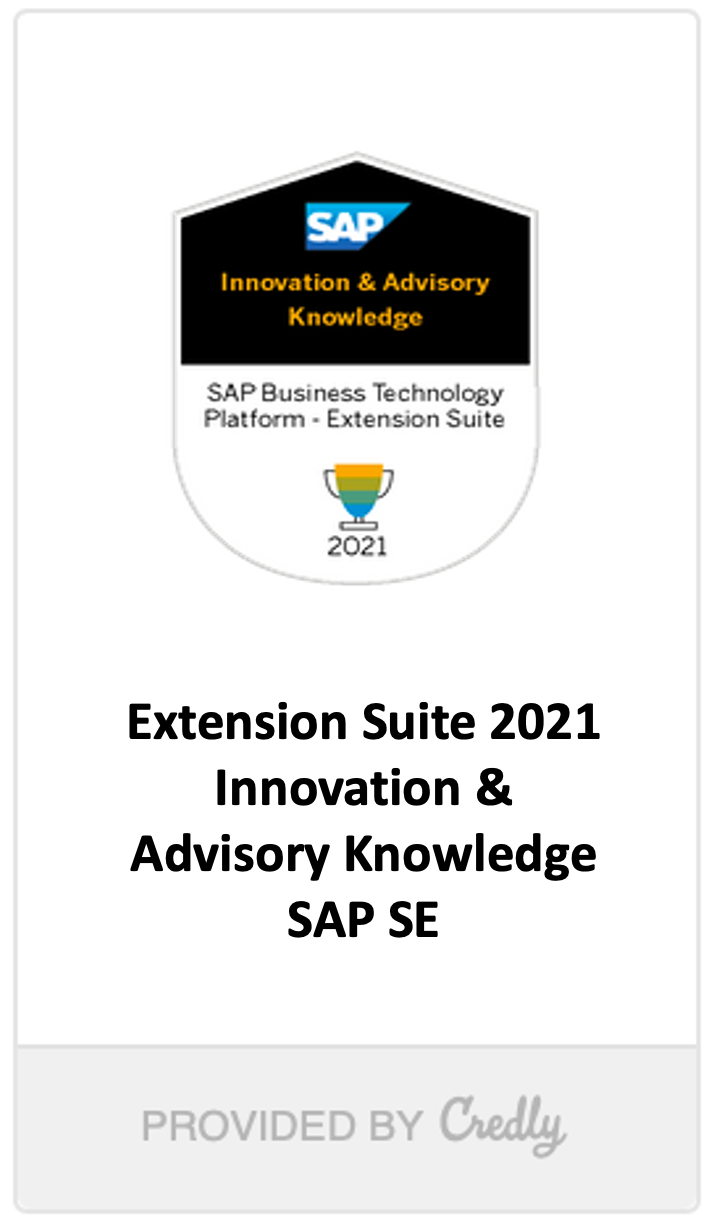 SAP
Innovation & Advisory
Knowledge
SAP Business Technology
Platform - Extension Suite
2021
Extension Suite 2021
Innovation &
Advisory Knowledge
SAP SE
PROVIDED BY Credly